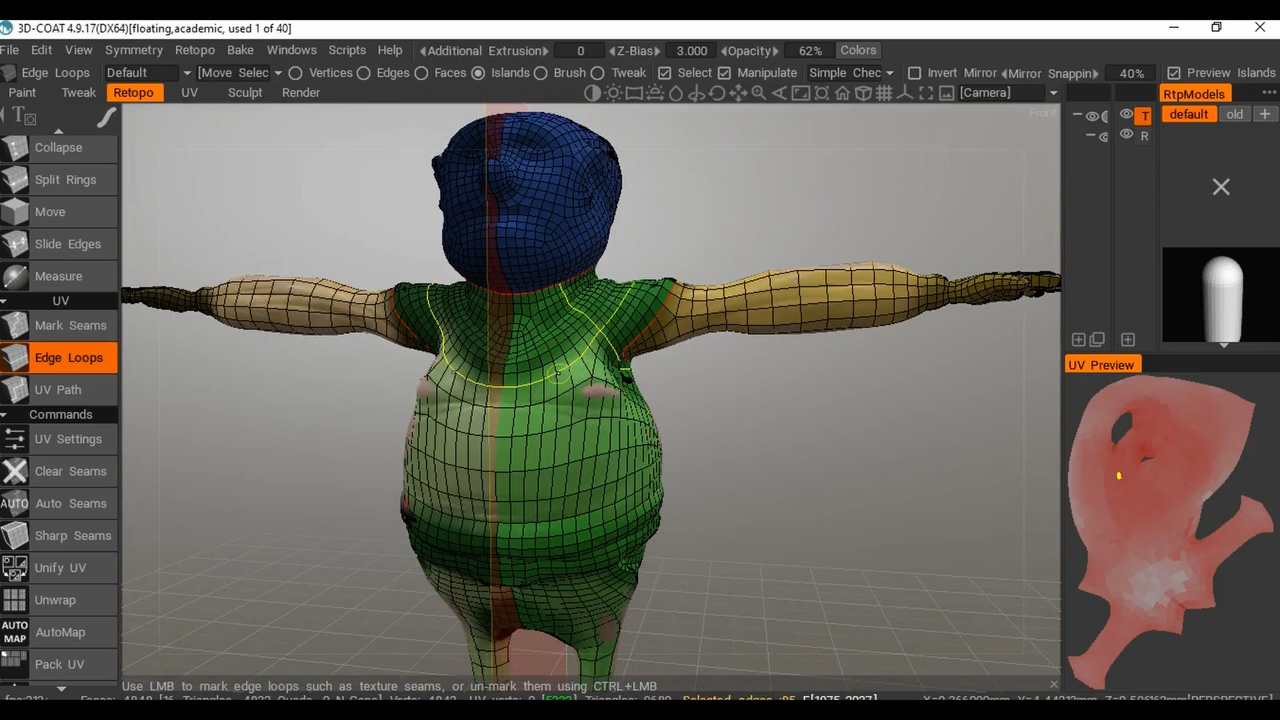 3D-COAT 4.9.17(DX64)[floating,academic, used 1 of 40]
File Edit View Symmetry Retopo Bake Windows Scripts Help Additional Extrusion 0 Z-Bias 3.000 Opacity 62% Colors
Edge Loops Default [Move Selec Vertices Edges Faces Islands Brush Tweak Select Manipulate Simple Chec Invert Mirror Mirror Snappin 40% Preview Islands
Paint Tweak Retopo UV Sculpt Render [Camera] RtpModels
default old
Front
T
R
Collapse
Split Rings
Move
Slide Edges
Measure
UV
Mark Seams
Edge Loops
UV Preview
UV Path
Commands
UV Settings
Clear Seams
AUTO Auto Seams
Sharp Seams
Unify UV
Unwrap
AUTO MAP AutoMap
Pack UV
Use LMB to mark edge loops such as texture seams, or un-mark them using CTRL+LMB